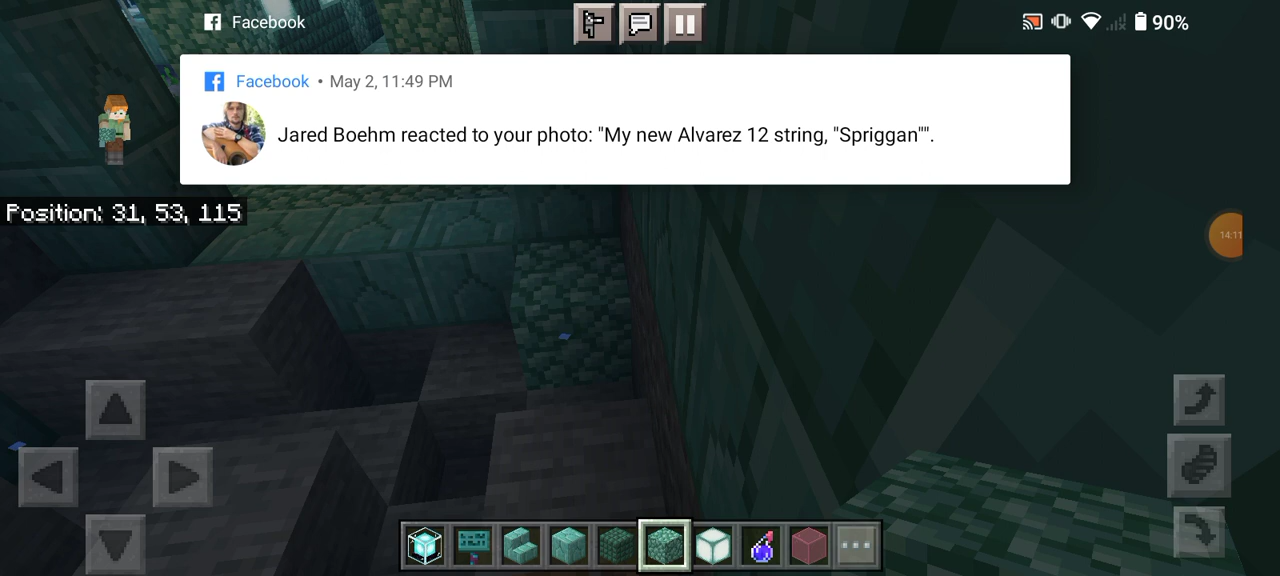 Facebook
90%
Facebook • May 2, 11:49 PM
Jared Boehm reacted to your photo: "My new Alvarez 12 string, "Spriggan"".
Position: 31, 53, 115
14:11